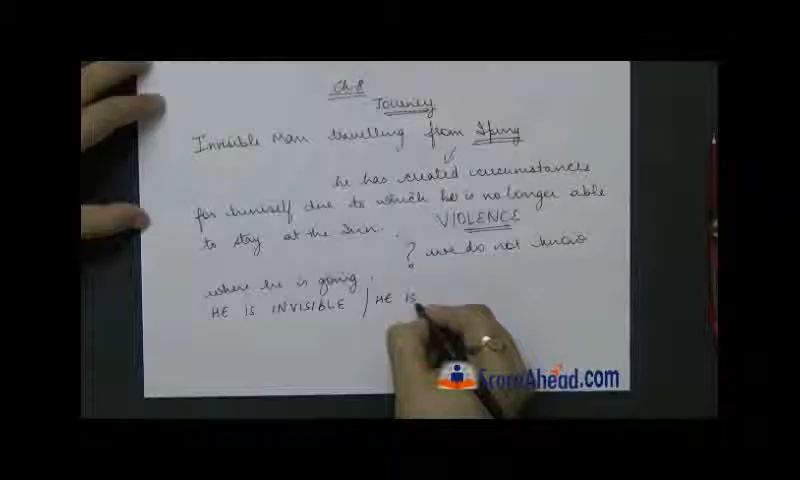 Ch-8
Journey
Invisible Man travelling from Iping
he has created circumstances
for himself due to which he is no longer able
to stay at the Inn. VIOLENCE
? we do not know
where he is going.
HE IS INVISIBLE / HE IS
ScoreAhead.com